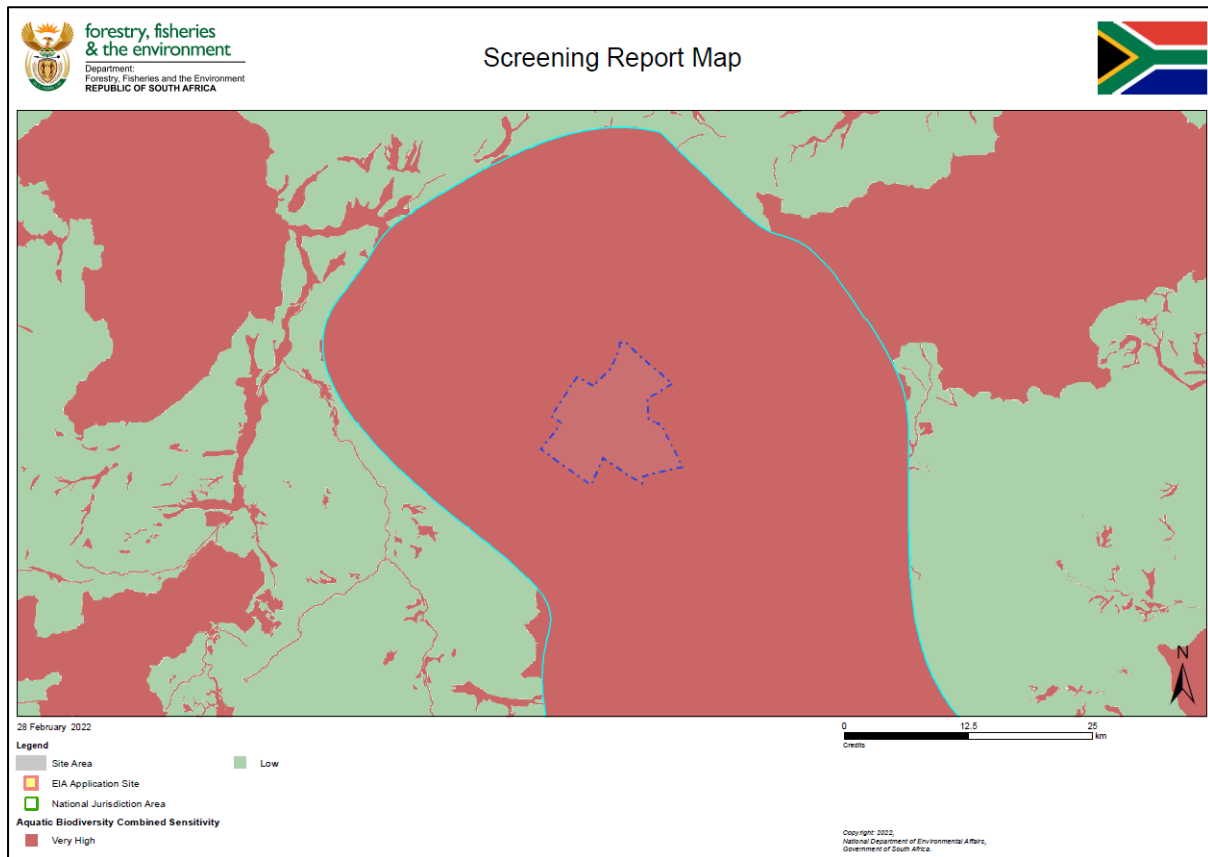 forestry, fisheries
& the environment
Department:
Forestry, Fisheries and the Environment
REPUBLIC OF SOUTH AFRICA
Screening Report Map
N
28 February 2022
0 12.5 25
km
Credits
Legend
Site Area
Low
EIA Application Site
National Jurisdiction Area
Aquatic Biodiversity Combined Sensitivity
Very High
Copyright: 2022,
National Department of Environmental Affairs,
Government of South Africa.